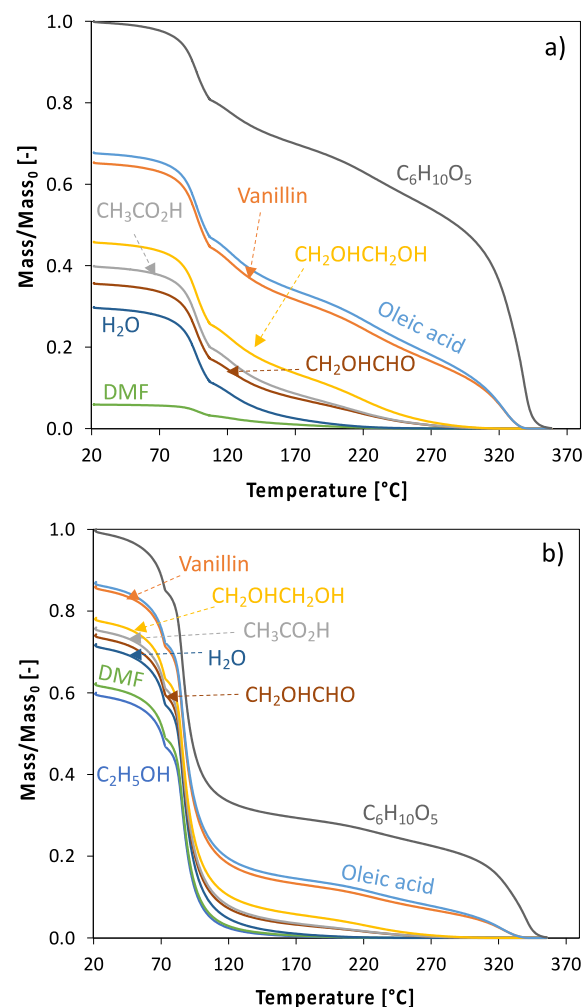 a)
1.0
0.8
0.6
0.4
0.2
0.0
Mass/Mass₀ [-]
C₆H₁₀O₅
Vanillin
CH₃CO₂H
CH₂OHCH₂OH
Oleic acid
H₂O
CH₂OHCHO
DMF
20 70 120 170 220 270 320 370
Temperature [°C]
b)
1.0
0.8
0.6
0.4
0.2
0.0
Mass/Mass₀ [-]
Vanillin
CH₂OHCH₂OH
CH₃CO₂H
H₂O
DMF
CH₂OHCHO
C₂H₅OH
C₆H₁₀O₅
Oleic acid
20 70 120 170 220 270 320 370
Temperature [°C]